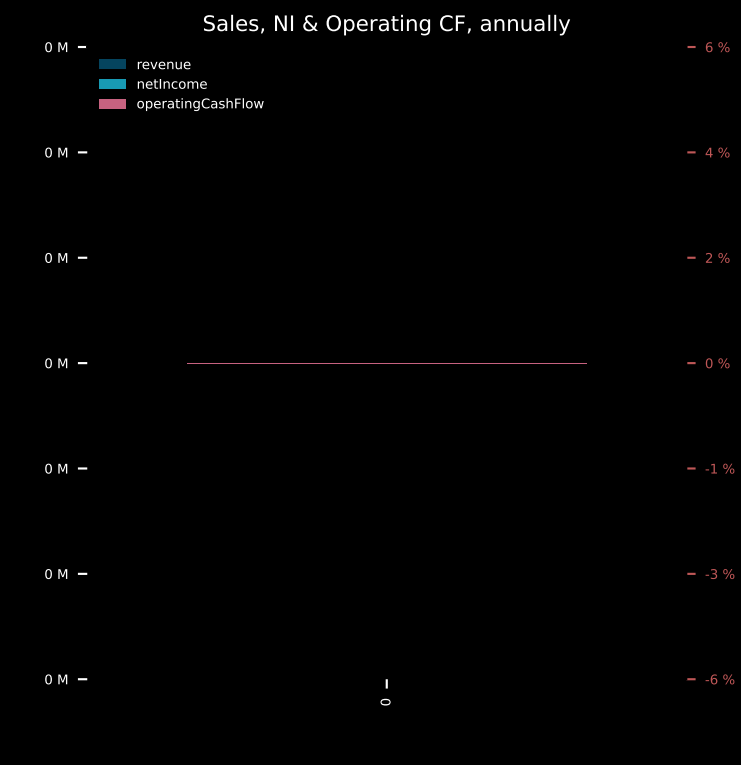 Sales, NI & Operating CF, annually
0 M
6 %
revenue
netIncome
operatingCashFlow
0 M
4 %
0 M
2 %
0 M
0 %
0 M
-1 %
0 M
-3 %
0 M
-6 %
0